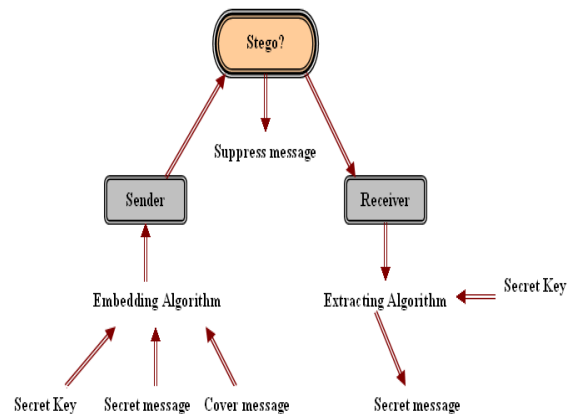 Stego?
Suppress message
Sender
Receiver
Embedding Algorithm
Extracting Algorithm
Secret Key
Secret Key
Secret message
Cover message
Secret message